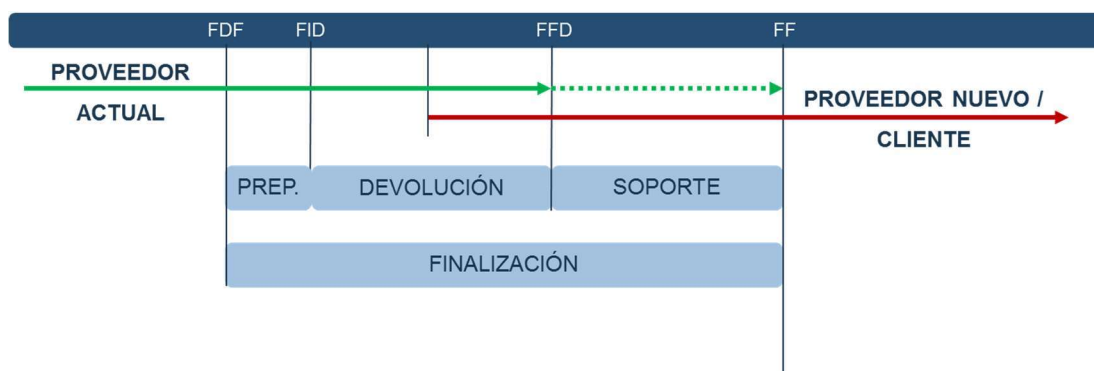 FDF FID FFD FF
PROVEEDOR
ACTUAL
PROVEEDOR NUEVO /
CLIENTE
PREP. DEVOLUCIÓN SOPORTE
FINALIZACIÓN